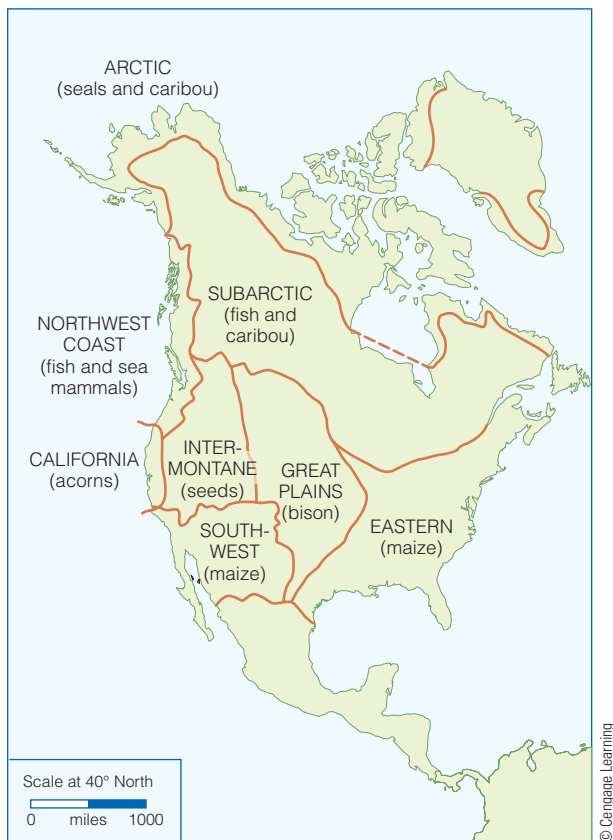 ARCTIC
(seals and caribou)
SUBARCTIC
(fish and
caribou)
NORTHWEST
COAST
(fish and sea
mammals)
CALIFORNIA
(acorns)
INTER-
MONTANE
(seeds)
GREAT
PLAINS
(bison)
EASTERN
(maize)
SOUTH-
WEST
(maize)
Scale at 40° North
0 miles 1000
© Cengage Learning